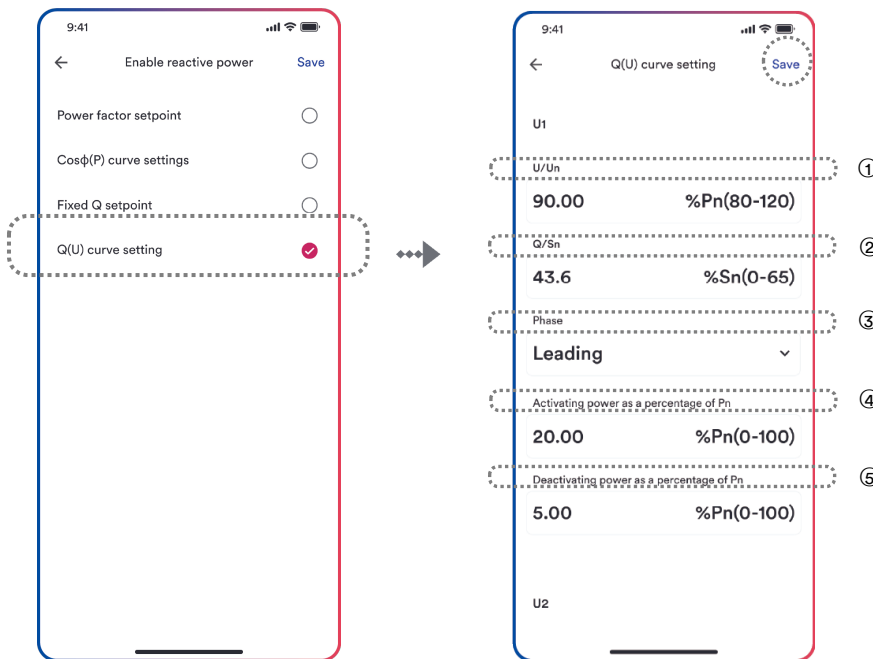 9:41
Enable reactive power
Save
Power factor setpoint
Cosϕ(P) curve settings
Fixed Q setpoint
Q(U) curve setting
9:41
Q(U) curve setting
Save
U1
U/Un
①
90.00 %Pn(80-120)
Q/Sn
②
43.6 %Sn(0-65)
Phase
③
Leading
Activating power as a percentage of Pn
④
20.00 %Pn(0-100)
Deactivating power as a percentage of Pn
⑤
5.00 %Pn(0-100)
U2